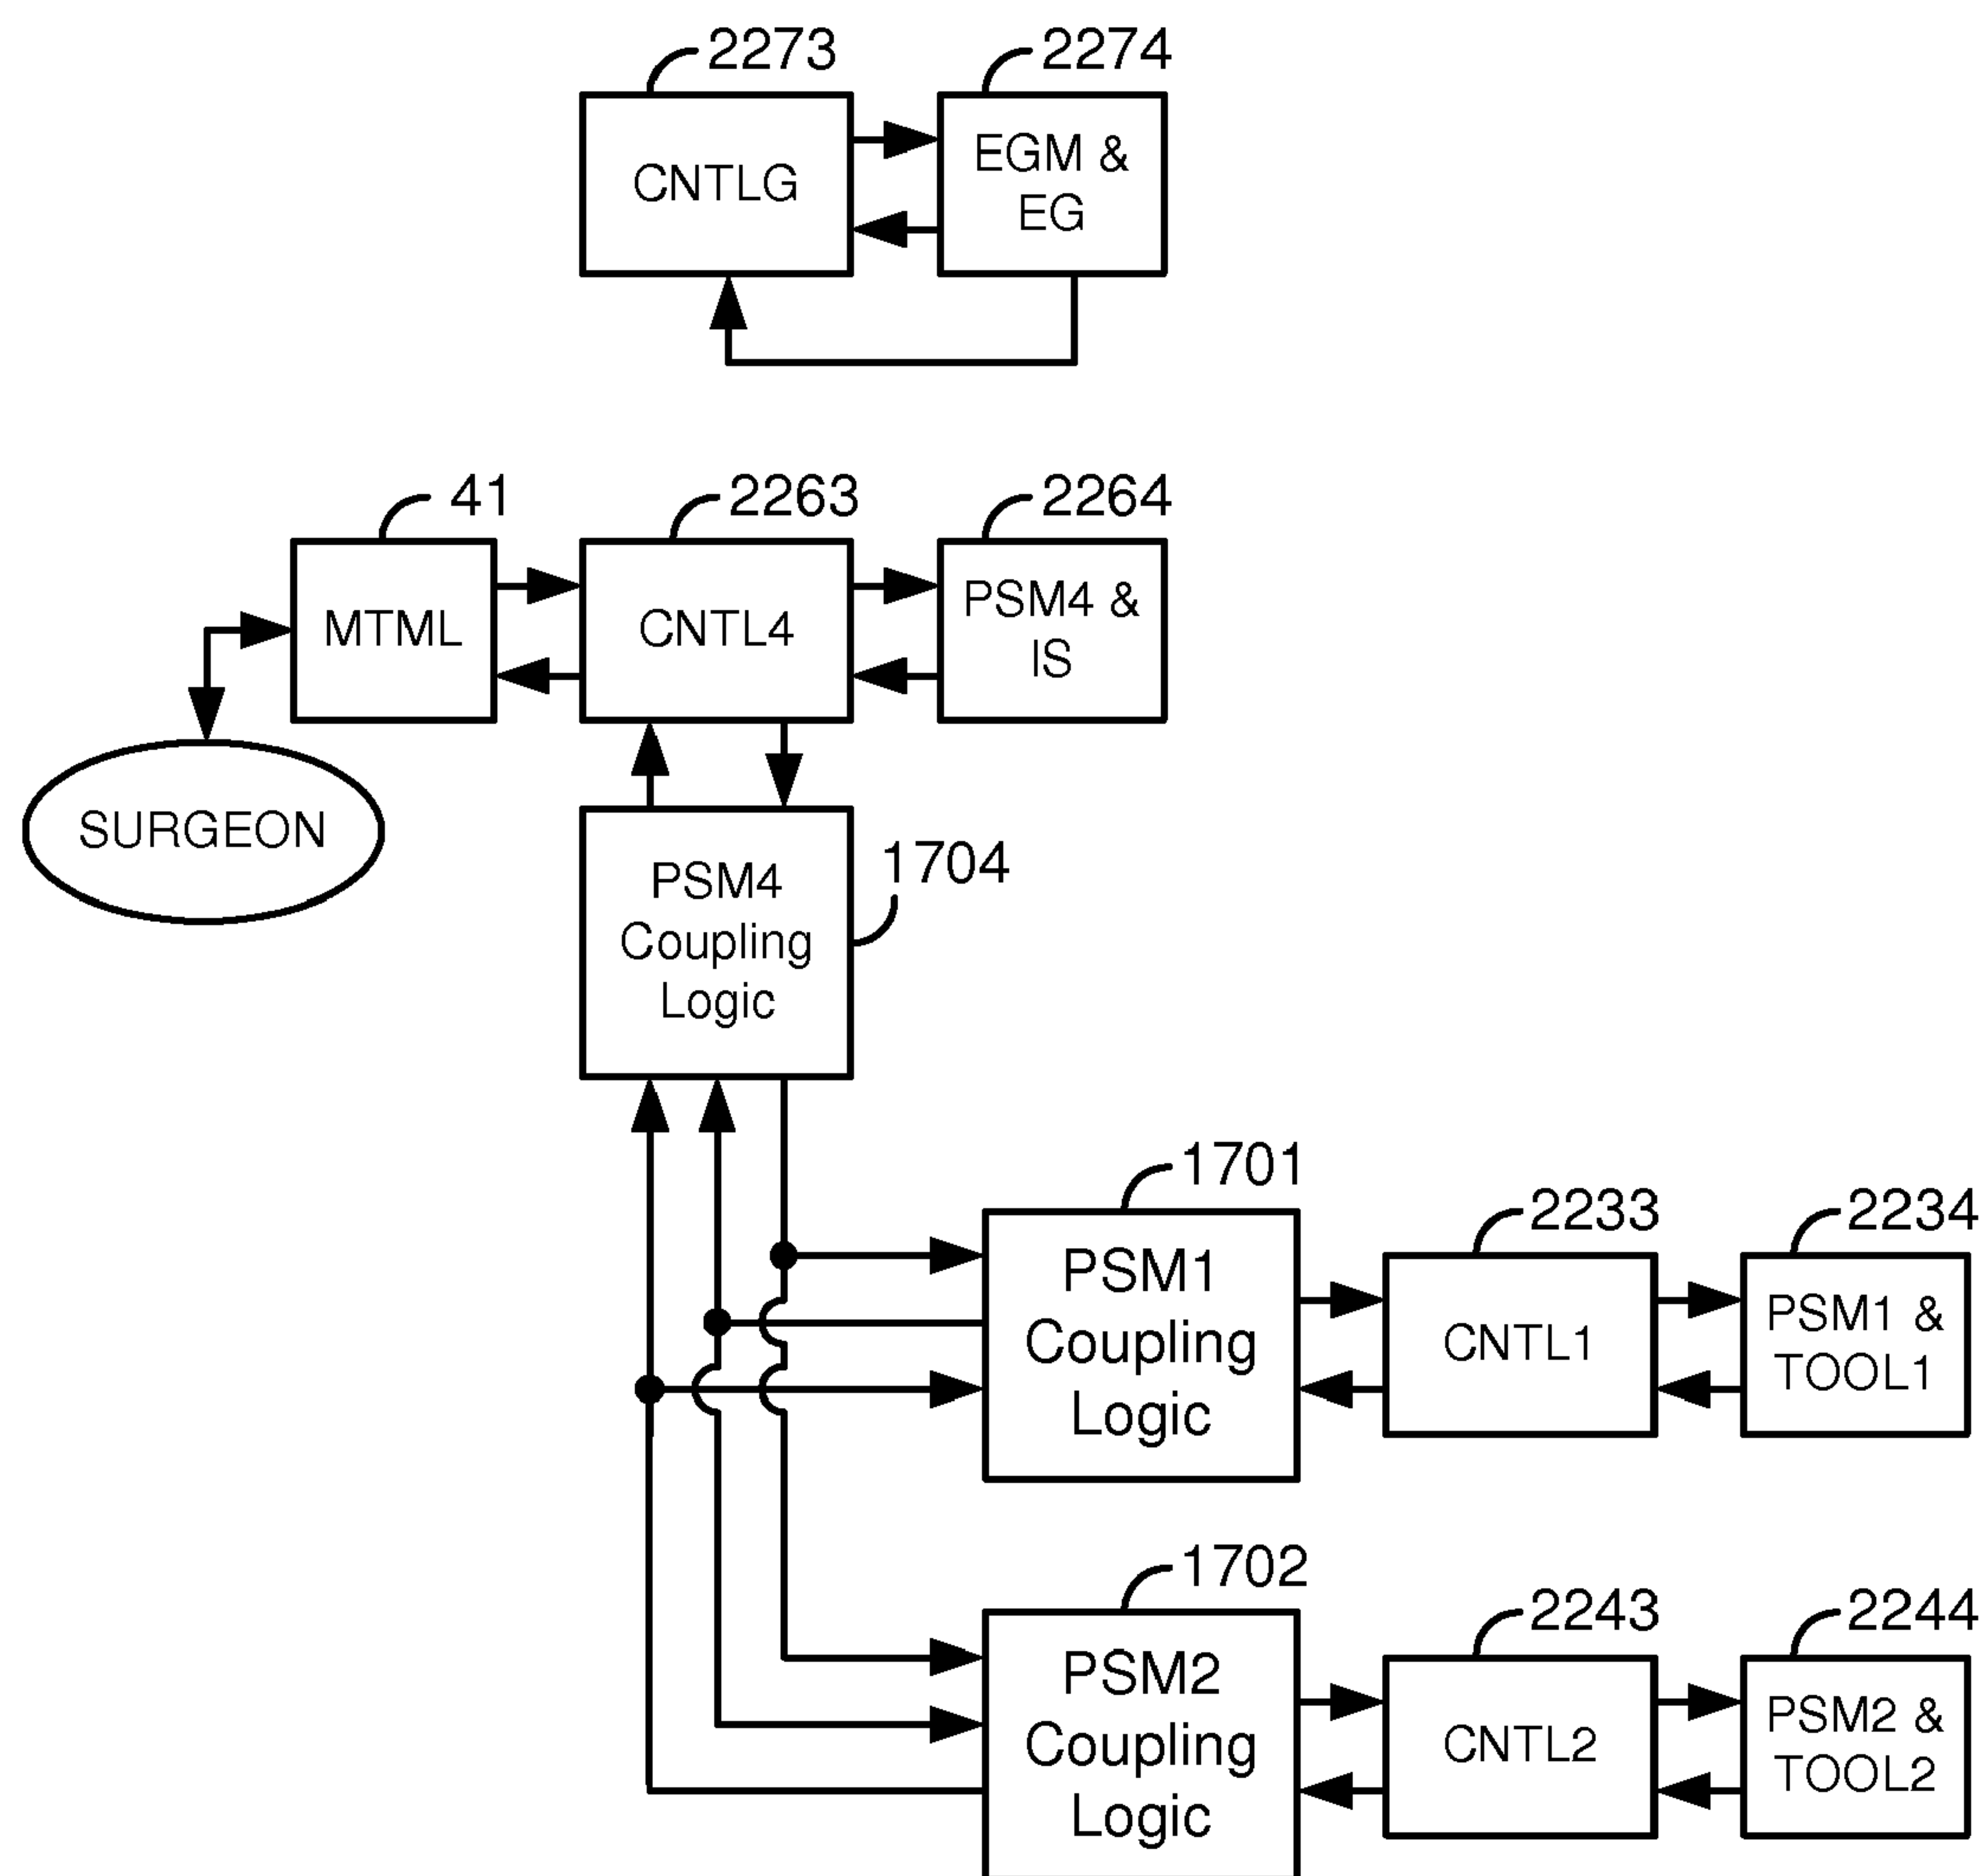 2273
2274
CNTLG
EGM &
EG
41
2263
2264
MTML
CNTL4
PSM4 &
IS
SURGEON
PSM4
Coupling
Logic
1704
1701
2233
2234
PSM1
Coupling
Logic
CNTL1
PSM1 &
TOOL1
1702
2243
2244
PSM2
Coupling
Logic
CNTL2
PSM2 &
TOOL2